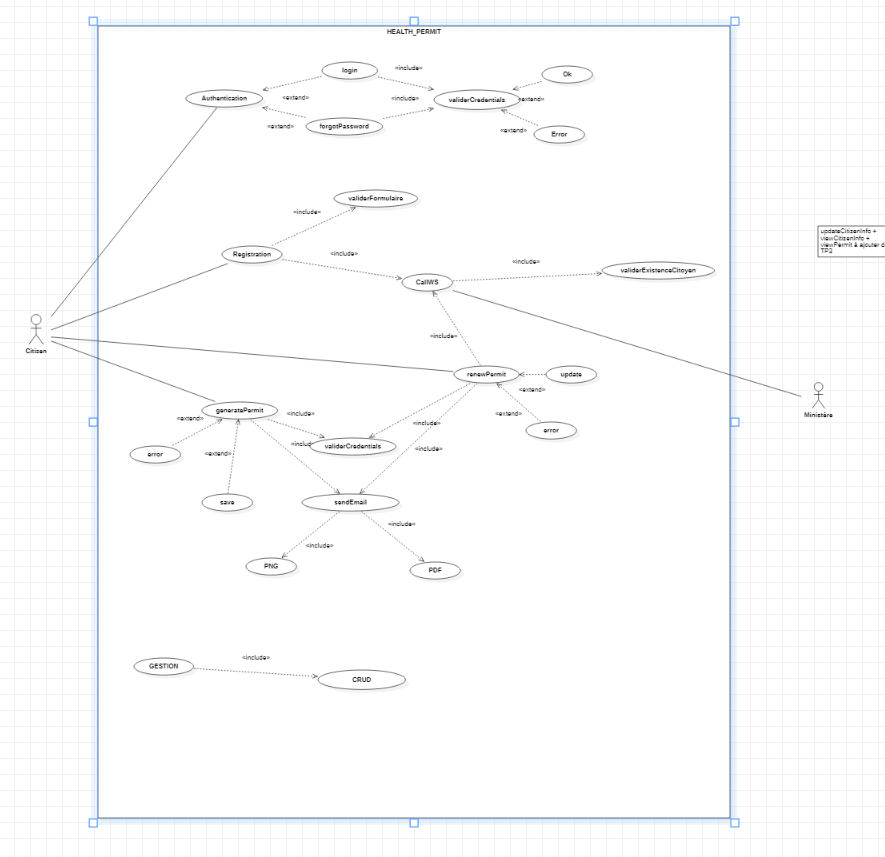 HEALTH_PERMIT
login
«include»
Ok
Authentication
«extend»
«include»
validerCredentials
«extend»
«extend»
forgotPassword
«extend»
Error
validerFormulaire
«include»
updateCitizenInfo +
viewCitizenInfo +
viewPermit à ajouter d
TP3
Registration
«include»
«include»
validerExistenceCitoyen
CallWS
Citizen
«include»
renewPermit
update
«extend»
Ministère
generatePermit
«extend»
«include»
«extend»
«include»
error
«includ
validerCredentials
«include»
error
«extend»
save
sendEmail
«include»
«include»
PNG
PDF
«include»
GESTION
CRUD